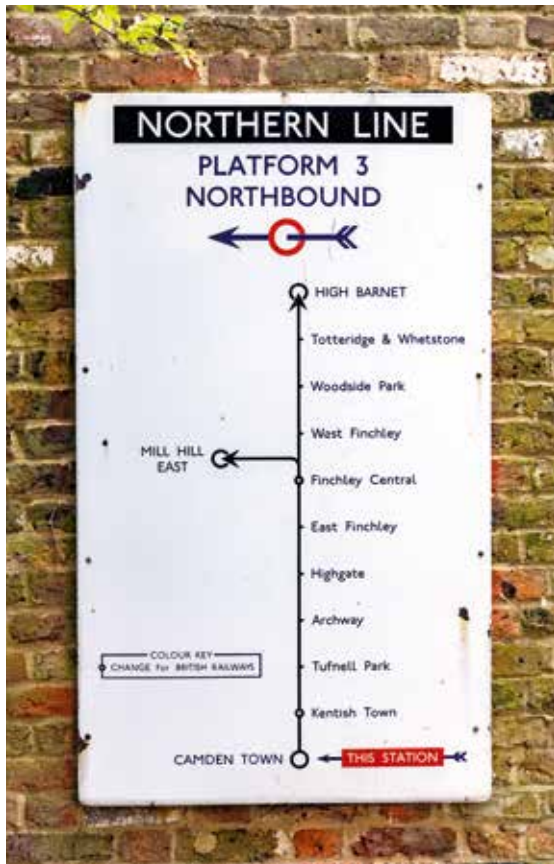 NORTHERN LINE
PLATFORM 3
NORTHBOUND
HIGH BARNET
Totteridge & Whetstone
Woodside Park
West Finchley
MILL HILL
EAST
Finchley Central
East Finchley
Highgate
Archway
COLOUR KEY
CHANGE for BRITISH RAILWAYS
Tufnell Park
Kentish Town
CAMDEN TOWN
THIS STATION